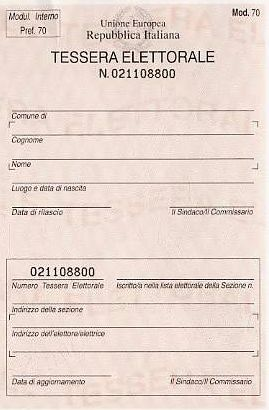 Modul. Interno
Pref. 70
Mod. 70
Unione Europea
Repubblica Italiana
TESSERA ELETTORALE
N. 021108800
Comune di
Cognome
Nome
Luogo e data di nascita
Data di rilascio
Il Sindaco/Il Commissario
021108800
Numero Tessera Elettorale
Iscritto/a nella lista elettorale della Sezione n.
Indirizzo della sezione
Indirizzo dell'elettore/elettrice
Data di aggiornamento
Il Sindaco/Il Commissario